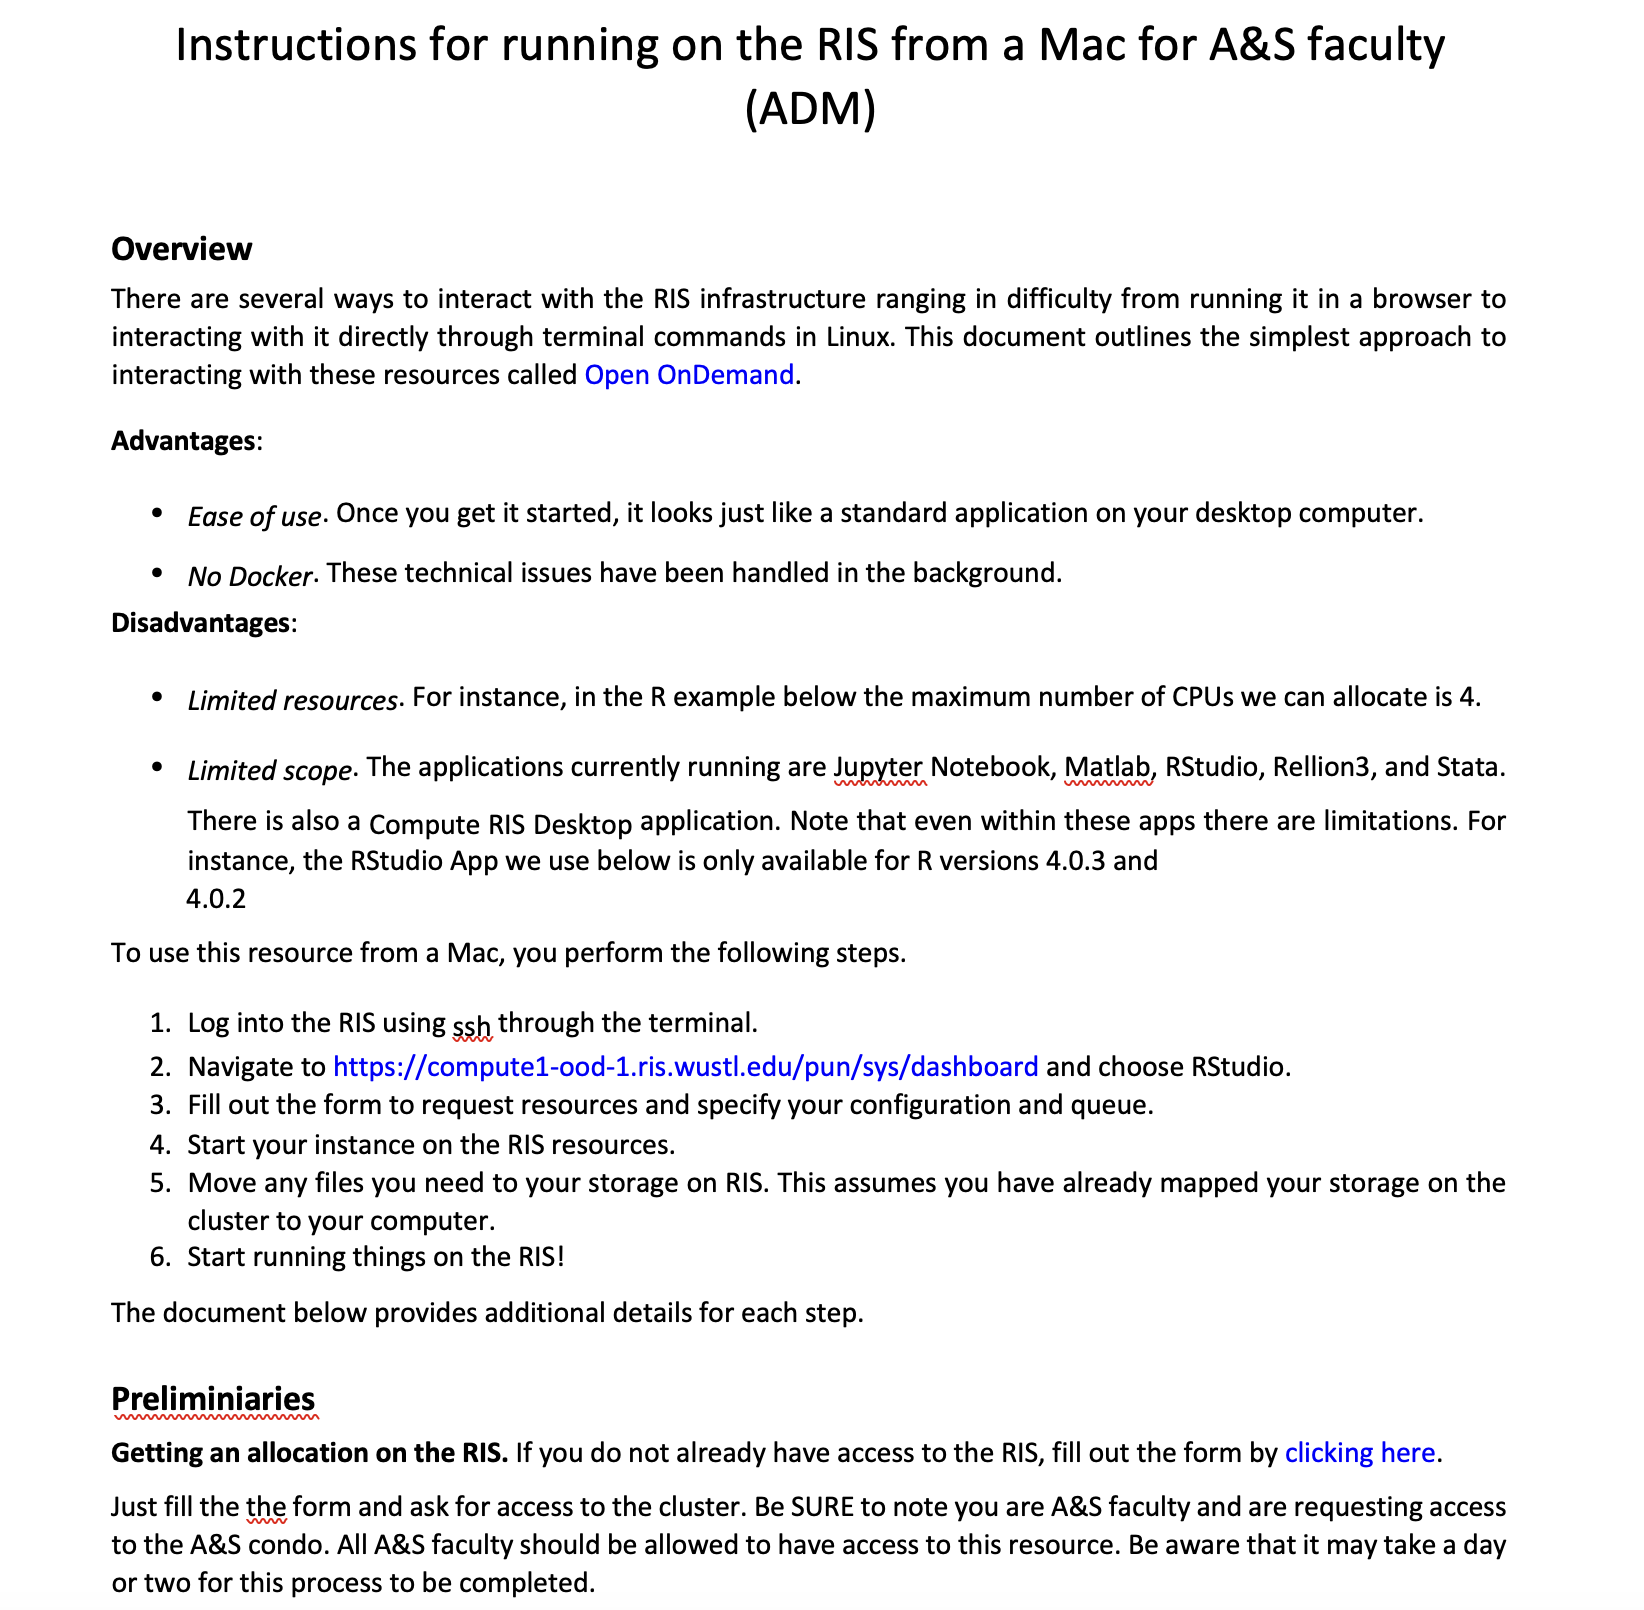 Instructions for running on the RIS from a Mac for A&S faculty
(ADM)
Overview
There are several ways to interact with the RIS infrastructure ranging in difficulty from running it in a browser to
interacting with it directly through terminal commands in Linux. This document outlines the simplest approach to
interacting with these resources called Open OnDemand.
Advantages:
• Ease of use. Once you get it started, it looks just like a standard application on your desktop computer.
• No Docker. These technical issues have been handled in the background.
Disadvantages:
• Limited resources. For instance, in the R example below the maximum number of CPUs we can allocate is 4.
• Limited scope. The applications currently running are Jupyter Notebook, Matlab, RStudio, Rellion3, and Stata.
There is also a Compute RIS Desktop application. Note that even within these apps there are limitations. For
instance, the RStudio App we use below is only available for R versions 4.0.3 and
4.0.2
To use this resource from a Mac, you perform the following steps.
1. Log into the RIS using ssh through the terminal.
2. Navigate to https://compute1-ood-1.ris.wustl.edu/pun/sys/dashboard and choose RStudio.
3. Fill out the form to request resources and specify your configuration and queue.
4. Start your instance on the RIS resources.
5. Move any files you need to your storage on RIS. This assumes you have already mapped your storage on the
cluster to your computer.
6. Start running things on the RIS!
The document below provides additional details for each step.
Preliminiaries
Getting an allocation on the RIS. If you do not already have access to the RIS, fill out the form by clicking here.
Just fill the the form and ask for access to the cluster. Be SURE to note you are A&S faculty and are requesting access
to the A&S condo. All A&S faculty should be allowed to have access to this resource. Be aware that it may take a day
or two for this process to be completed.